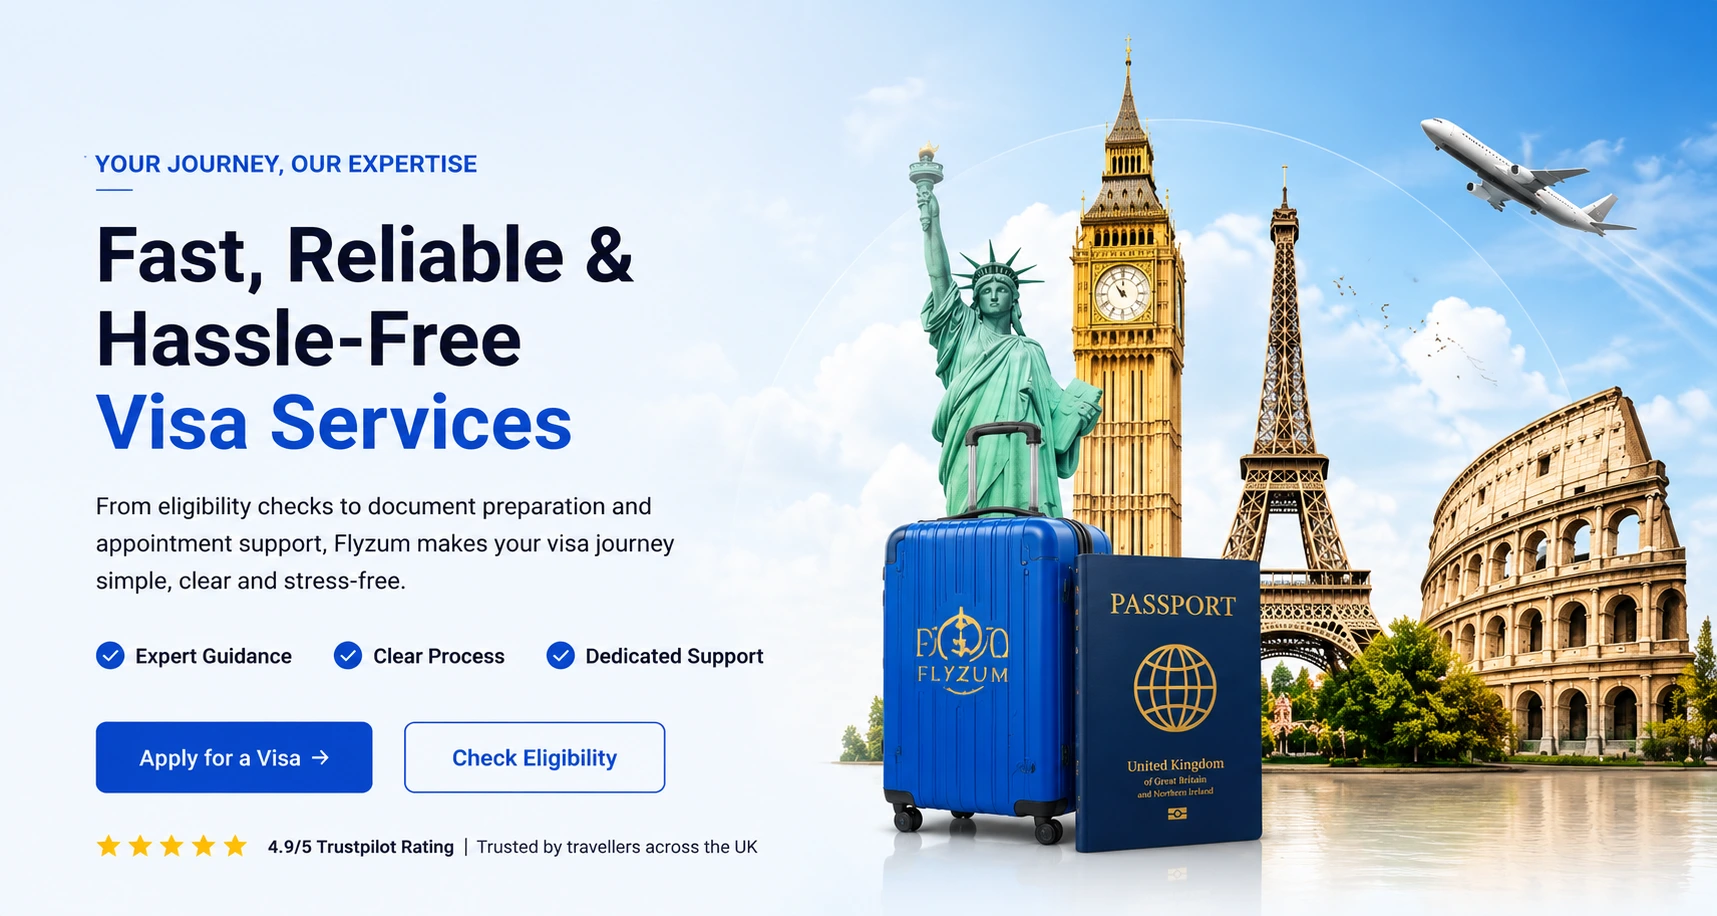 YOUR JOURNEY, OUR EXPERTISE
Fast, Reliable &
Hassle-Free
Visa Services
From eligibility checks to document preparation and
appointment support, Flyzum makes your visa journey
simple, clear and stress-free.
Expert Guidance
Clear Process
Dedicated Support
Apply for a Visa →
Check Eligibility
4.9/5 Trustpilot Rating | Trusted by travellers across the UK
FLYZUM
PASSPORT
United Kingdom
of Great Britain
and Northern Ireland